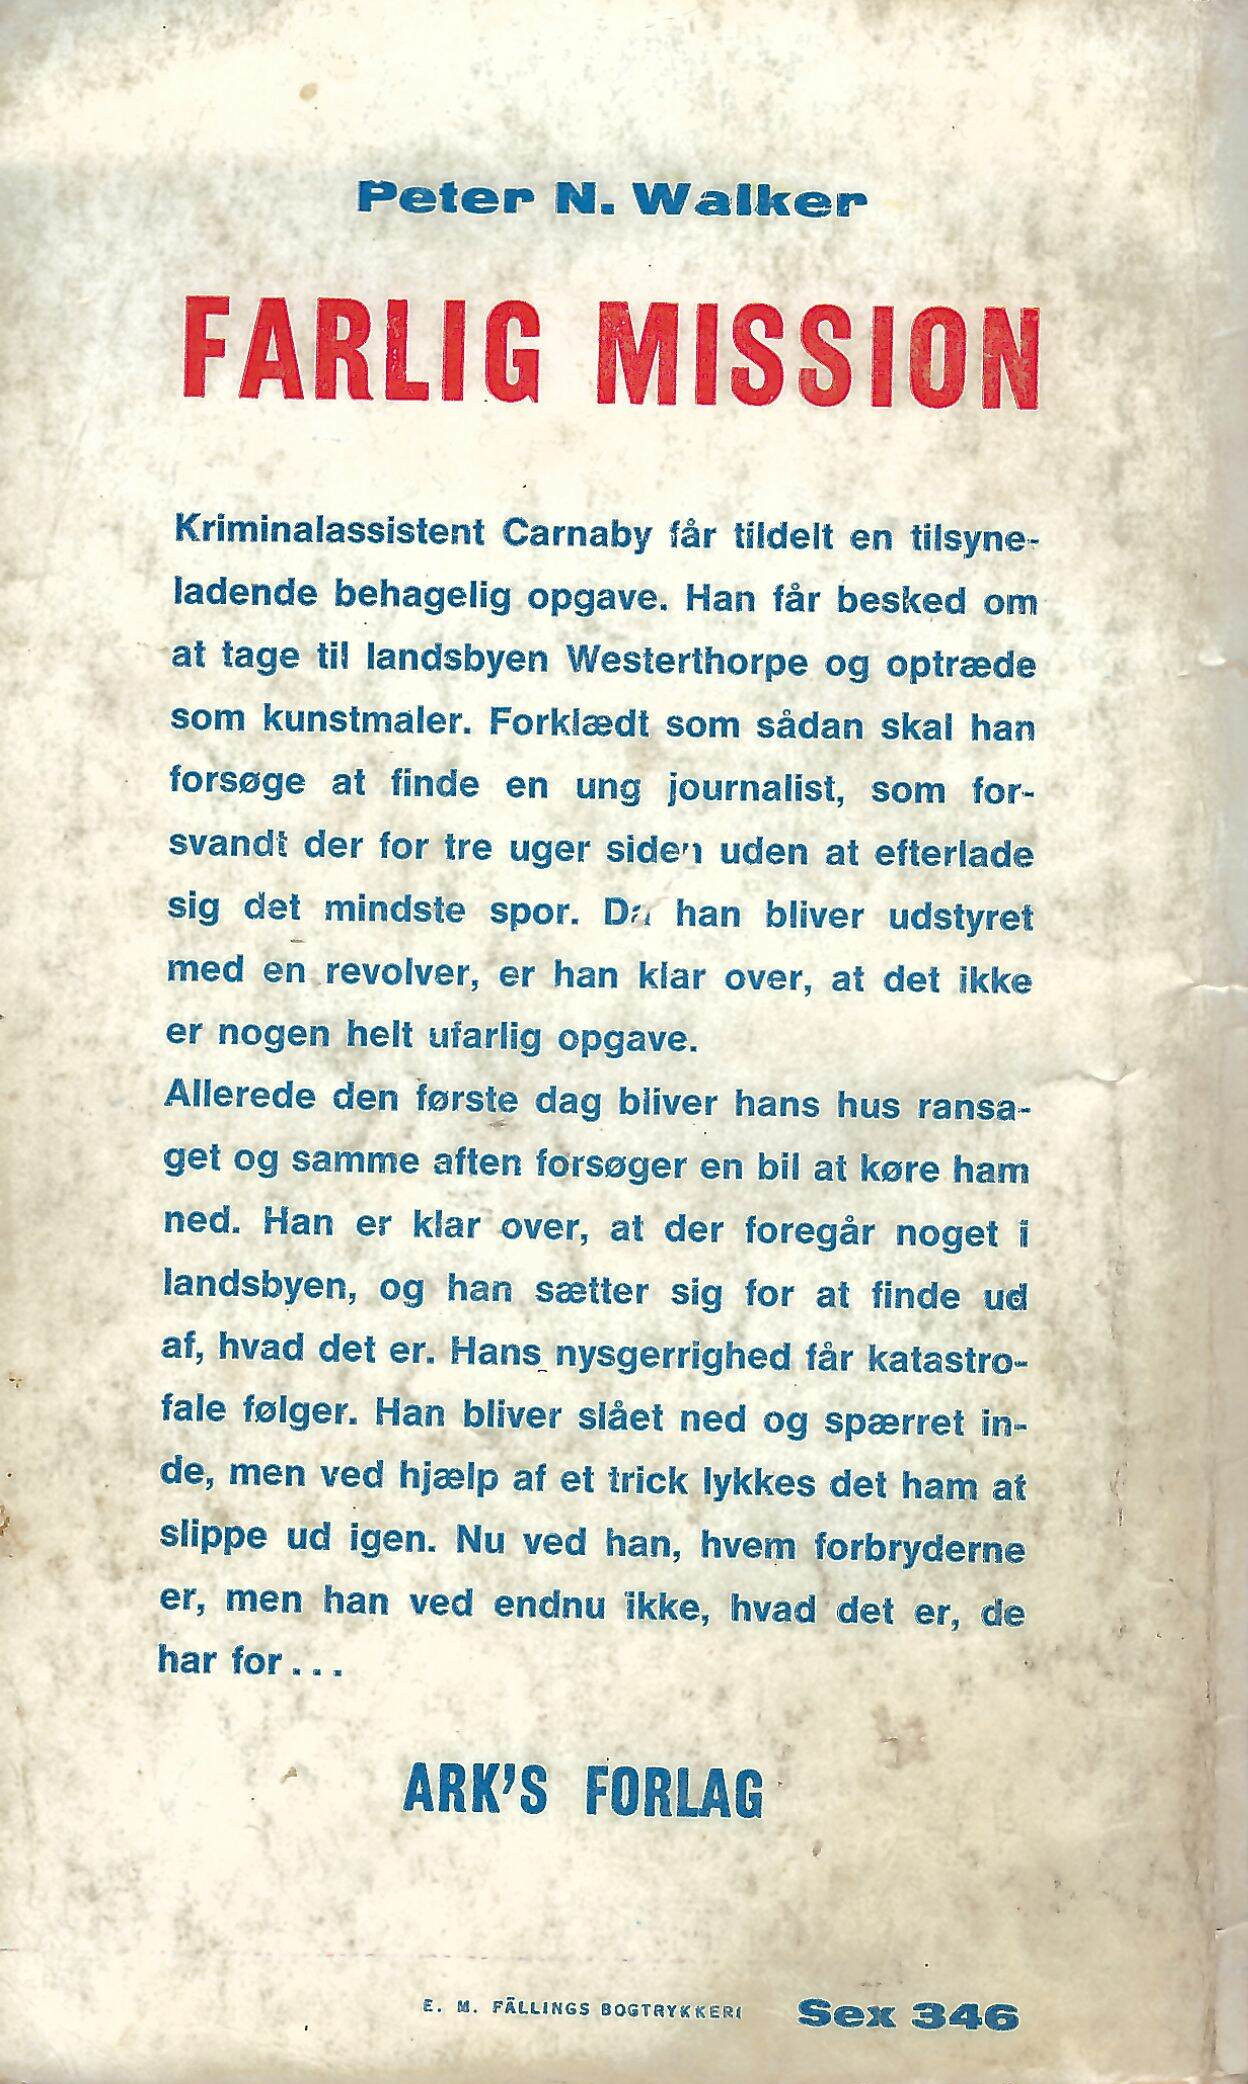 Peter N. Walker
FARLIG MISSION
Kriminalassistent Carnaby får tildelt en tilsyne-
ladende behagelig opgave. Han får besked om
at tage til landsbyen Westerthorpe og optræde
som kunstmaler. Forklædt som sådan skal han
forsøge at finde en ung journalist, som for-
svandt der for tre uger siden uden at efterlade
sig det mindste spor. Da han bliver udstyret
med en revolver, er han klar over, at det ikke
er nogen helt ufarlig opgave.
Allerede den første dag bliver hans hus ransa-
get og samme aften forsøger en bil at køre ham
ned. Han er klar over, at der foregår noget i
landsbyen, og han sætter sig for at finde ud
af, hvad det er. Hans nysgerrighed får katastro-
fale følger. Han bliver slået ned og spærret in-
de, men ved hjælp af et trick lykkes det ham at
slippe ud igen. Nu ved han, hvem forbryderne
er, men han ved endnu ikke, hvad det er, de
har for . . .
ARK'S FORLAG
E. M. FÄLLINGS BOGTRYKKERI
Sex 346